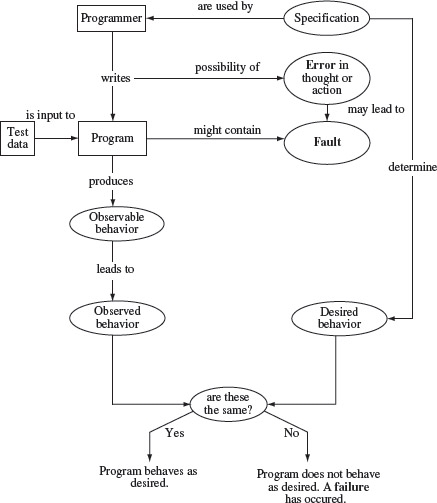 are used by
Programmer
Specification
writes
possibility of
Error in
thought or
action
is input to
may lead to
Test
data
Program
might contain
Fault
determine
produces
Observable
behavior
leads to
Observed
behavior
Desired
behavior
are these
the same?
Yes
No
Program behaves as
desired.
Program does not behave
as desired. A failure
has occured.